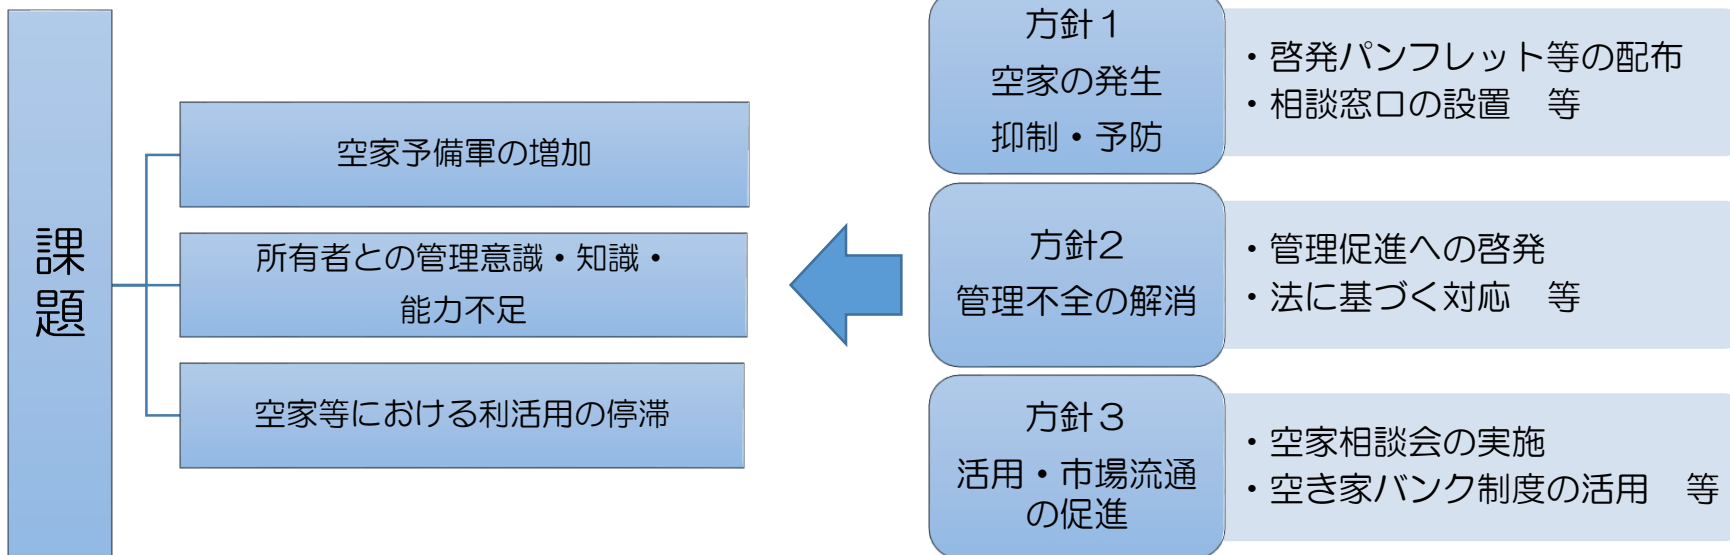 課題
空家予備軍の増加
所有者との管理意識・知識・
能力不足
空家等における利活用の停滞
方針１
空家の発生
抑制・予防
・啓発パンフレット等の配布
・相談窓口の設置　等
方針２
管理不全の解消
・管理促進への啓発
・法に基づく対応　等
方針３
活用・市場流通
の促進
・空家相談会の実施
・空き家バンク制度の活用　等